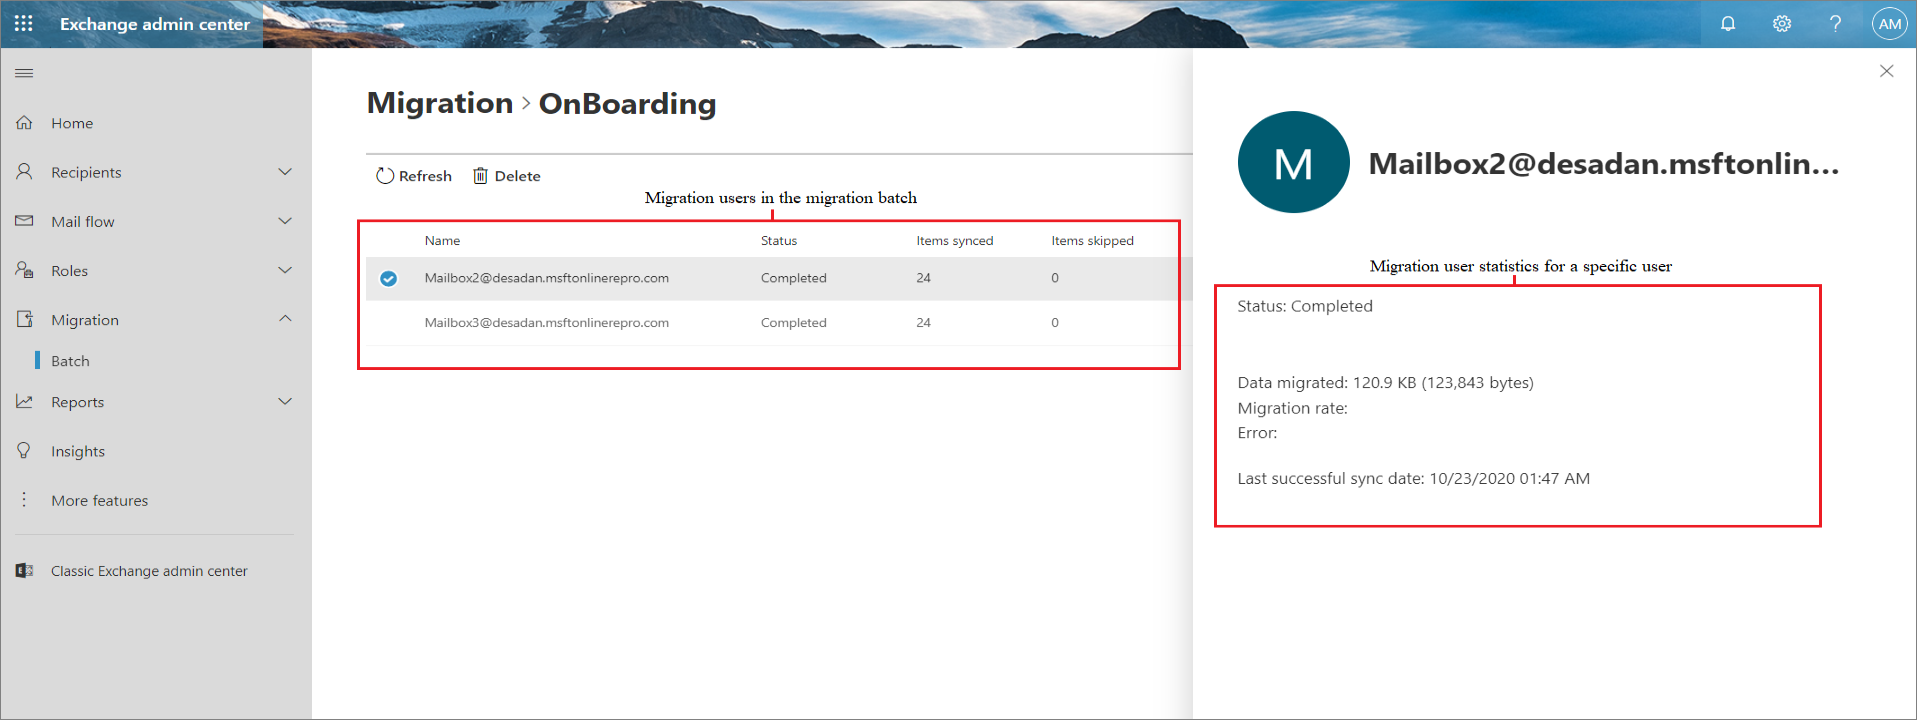 Exchange admin center
AM
Home
Recipients
Mail flow
Roles
Migration
Batch
Reports
Insights
More features
Classic Exchange admin center
Migration > OnBoarding
Refresh Delete
Migration users in the migration batch
Name Status Items synced Items skipped
Mailbox2@desadan.msftonlinerepro.com Completed 24 0
Mailbox3@desadan.msftonlinerepro.com Completed 24 0
M
Mailbox2@desadan.msftonlin...
Migration user statistics for a specific user
Status: Completed
Data migrated: 120.9 KB (123,843 bytes)
Migration rate:
Error:
Last successful sync date: 10/23/2020 01:47 AM